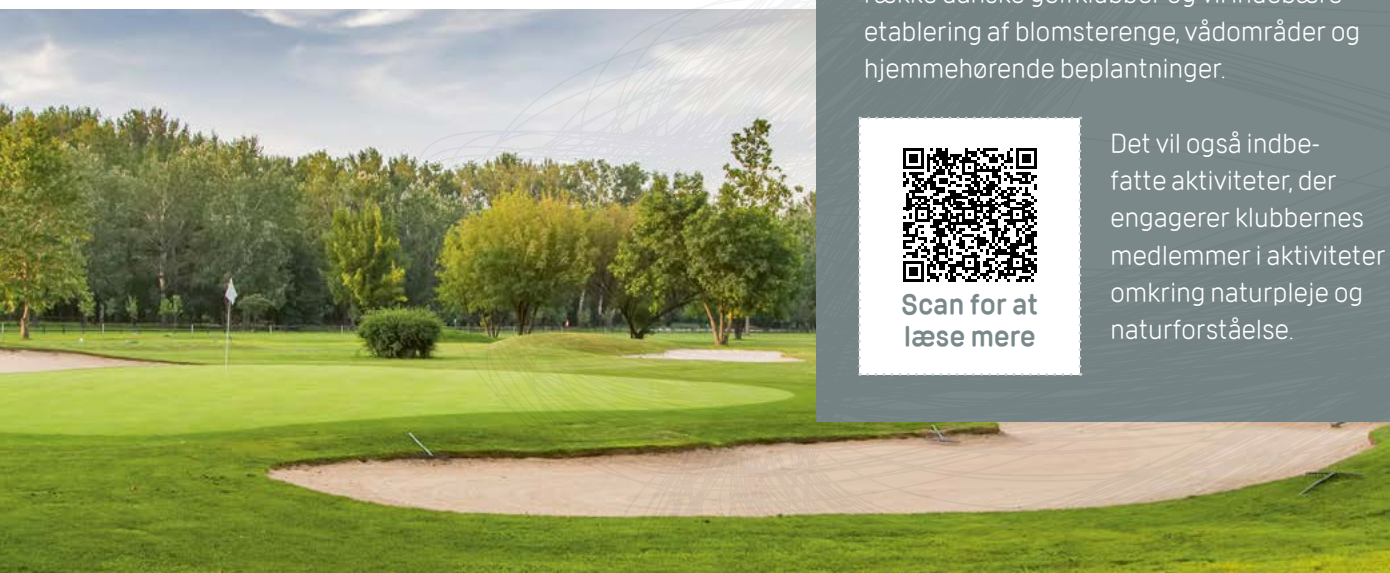 række danske golfklubber og vil indebære
etablering af blomsterenge, vådområder og
hjemmehørende beplantninger.
Scan for at
læse mere
Det vil også indbe-
fatte aktiviteter, der
engagerer klubbernes
medlemmer i aktiviteter
omkring naturpleje og
naturforståelse.